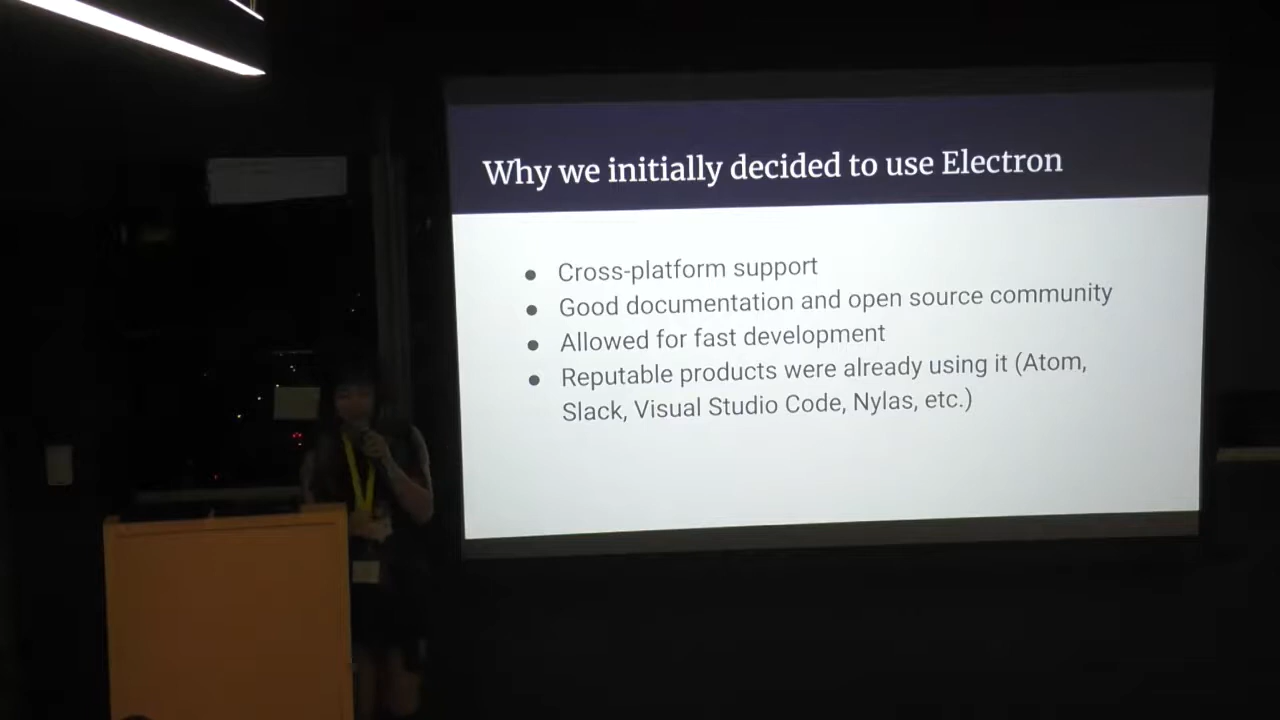 Why we initially decided to use Electron
● Cross-platform support
● Good documentation and open source community
● Allowed for fast development
● Reputable products were already using it (Atom,
Slack, Visual Studio Code, Nylas, etc.)